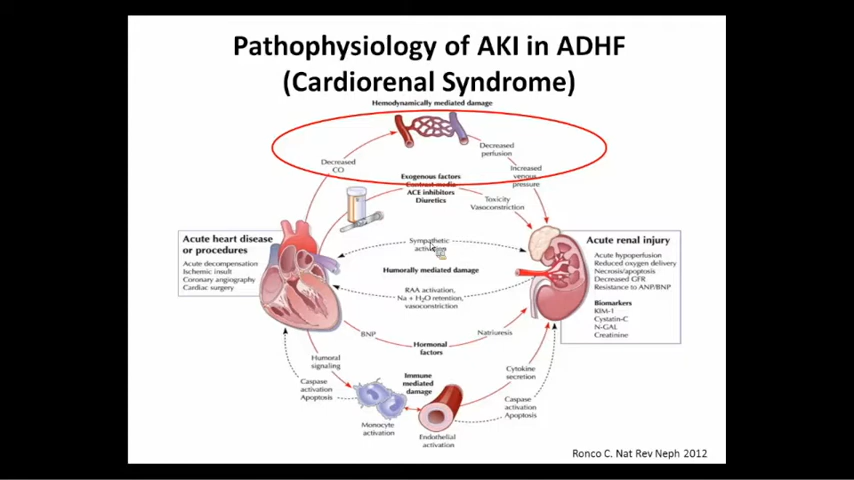 Pathophysiology of AKI in ADHF
(Cardiorenal Syndrome)
Hemodynamically mediated damage
Decreased
perfusion
Decreased
CO
Increased
venous
pressure
Exogenous factors
Contrast media
ACE inhibitors
Diuretics
Toxicity
Vasoconstriction
Acute heart disease
or procedures
Acute decompensation
Ischemic insult
Coronary angiography
Cardiac surgery
Sympathetic
Humorally mediated damage
RAA activation,
Na + H₂O retention,
vasoconstriction
Acute renal injury
Acute hypoperfusion
Reduced oxygen delivery
Necrosis/apoptosis
Decreased GFR
Resistance to ANP/BNP
Biomarkers
KIM-1
Cystatin-C
N-GAL
Creatinine
BNP
Natriuresis
Hormonal
factors
Humoral
signaling
Caspase
activation
Apoptosis
Immune
mediated
damage
Cytokine
secretion
Caspase
activation
Apoptosis
Monocyte
activation
Endothelial
activation
Ronco C. Nat Rev Neph 2012